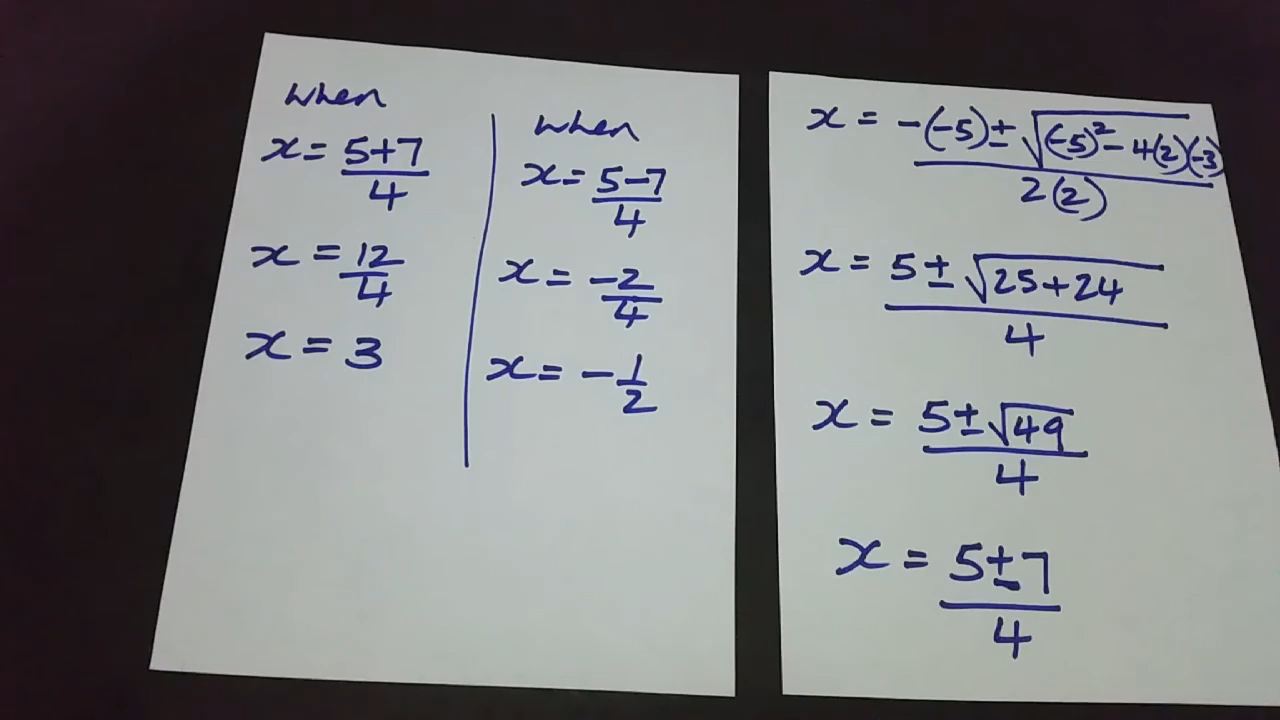 when
x = 5+7/4
x = 12/4
x = 3
when
x = 5-7/4
x = -2/4
x = -1/2
x = -(-5) ± √(-5)² - 4(2)(-3)/2(2)
x = 5 ± √25+24/4
x = 5 ± √49/4
x = 5 ± 7/4